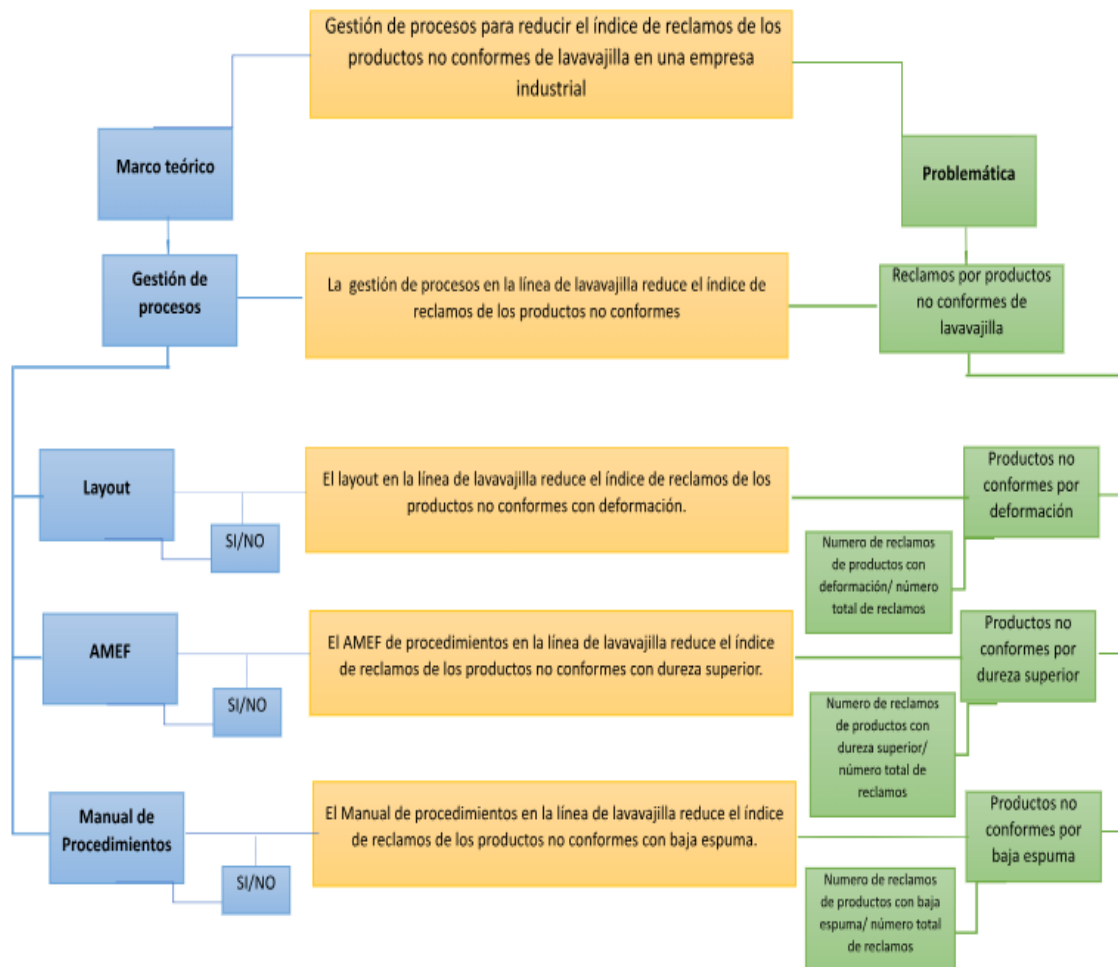 Gestión de procesos para reducir el índice de reclamos de los
productos no conformes de lavavajilla en una empresa
industrial
Marco teórico
Problemática
Gestión de
procesos
La gestión de procesos en la línea de lavavajilla reduce el índice de
reclamos de los productos no conformes
Reclamos por productos
no conformes de
lavavajilla
Layout
SI/NO
El layout en la línea de lavavajilla reduce el índice de reclamos de los
productos no conformes con deformación.
Productos no
conformes por
deformación
Numero de reclamos
de productos con
deformación/ número
total de reclamos
AMEF
SI/NO
El AMEF de procedimientos en la línea de lavavajilla reduce el índice
de reclamos de los productos no conformes con dureza superior.
Productos no
conformes por
dureza superior
Numero de reclamos
de productos con
dureza superior/
número total de
reclamos
Manual de
Procedimientos
SI/NO
El Manual de procedimientos en la línea de lavavajilla reduce el índice
de reclamos de los productos no conformes con baja espuma.
Productos no
conformes por
baja espuma
Numero de reclamos
de productos con baja
espuma/ número total
de reclamos